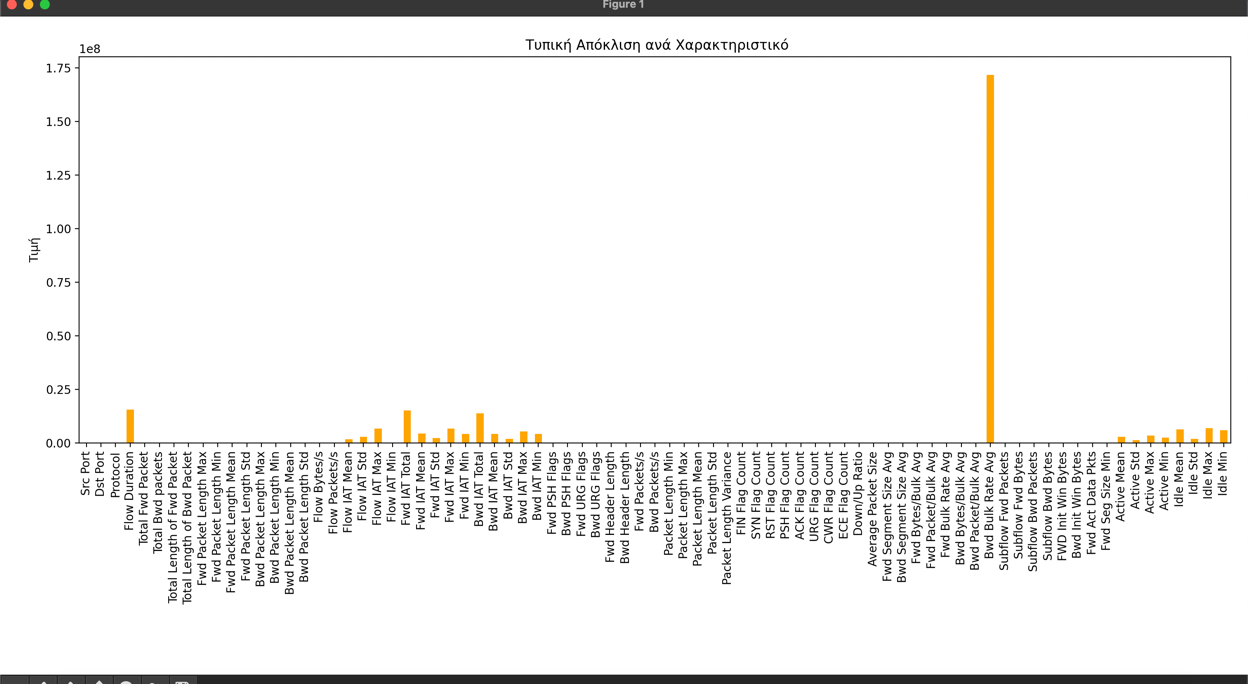 Figure 1
Τυπική Απόκλιση ανά Χαρακτηριστικό
1e8
1.75
1.50
1.25
1.00
0.75
0.50
0.25
0.00
Τιμή
Src Port
Dst Port
Protocol
Flow Duration
Total Fwd Packet
Total Bwd packets
Total Length of Fwd Packet
Total Length of Bwd Packet
Fwd Packet Length Max
Fwd Packet Length Min
Fwd Packet Length Mean
Fwd Packet Length Std
Bwd Packet Length Max
Bwd Packet Length Min
Bwd Packet Length Mean
Bwd Packet Length Std
Flow Bytes/s
Flow Packets/s
Flow IAT Mean
Flow IAT Std
Flow IAT Max
Flow IAT Min
Fwd IAT Total
Fwd IAT Mean
Fwd IAT Std
Fwd IAT Max
Fwd IAT Min
Bwd IAT Total
Bwd IAT Mean
Bwd IAT Std
Bwd IAT Max
Bwd IAT Min
Fwd PSH Flags
Bwd PSH Flags
Fwd URG Flags
Bwd URG Flags
Fwd Header Length
Bwd Header Length
Fwd Packets/s
Bwd Packets/s
Packet Length Min
Packet Length Max
Packet Length Mean
Packet Length Std
Packet Length Variance
FIN Flag Count
SYN Flag Count
RST Flag Count
PSH Flag Count
ACK Flag Count
URG Flag Count
CWR Flag Count
ECE Flag Count
Down/Up Ratio
Average Packet Size
Fwd Segment Size Avg
Bwd Segment Size Avg
Fwd Bytes/Bulk Avg
Fwd Packet/Bulk Avg
Fwd Bulk Rate Avg
Bwd Bytes/Bulk Avg
Bwd Packet/Bulk Avg
Bwd Bulk Rate Avg
Subflow Fwd Packets
Subflow Fwd Bytes
Subflow Bwd Packets
Subflow Bwd Bytes
FWD Init Win Bytes
Bwd Init Win Bytes
Fwd Act Data Pkts
Fwd Seg Size Min
Active Mean
Active Std
Active Max
Active Min
Idle Mean
Idle Std
Idle Max
Idle Min